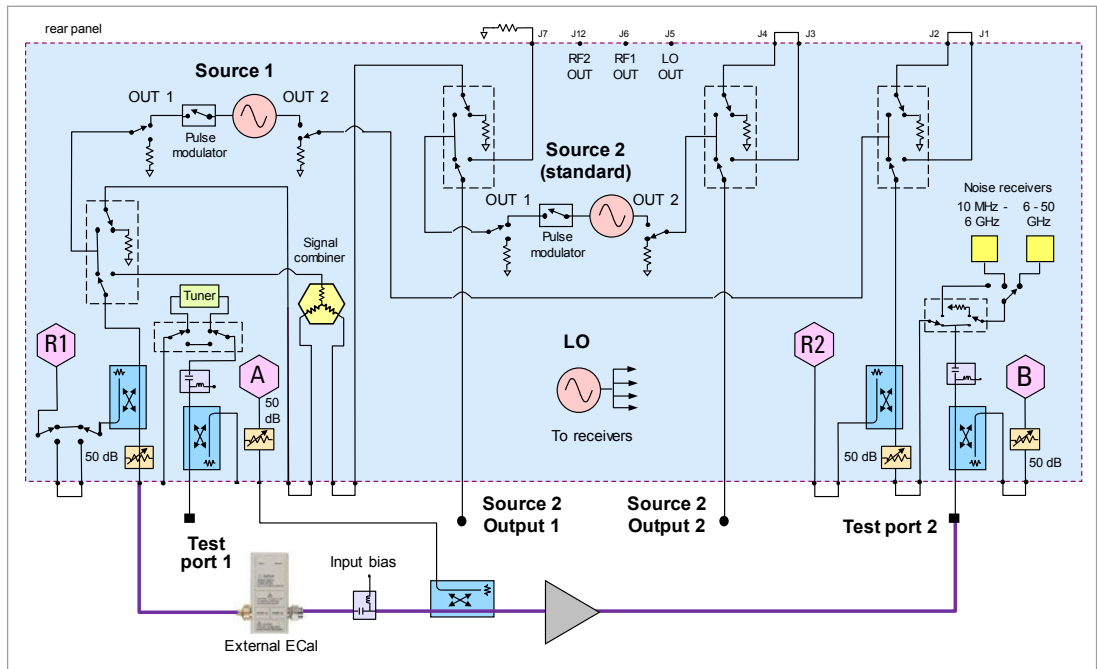 rear panel
J7
J12
J6
J5
J4
J3
J2
J1
RF2
OUT
RF1
OUT
LO
OUT
Source 1
OUT 1
OUT 2
Pulse
modulator
Source 2
(standard)
OUT 1
OUT 2
Pulse
modulator
Noise receivers
10 MHz -
6 GHz
6 - 50
GHz
Signal
combiner
Tuner
R1
A
50
dB
50 dB
LO
To receivers
R2
B
50 dB
50 dB
Test
port 1
Source 2
Output 1
Source 2
Output 2
Test port 2
Input bias
External ECal